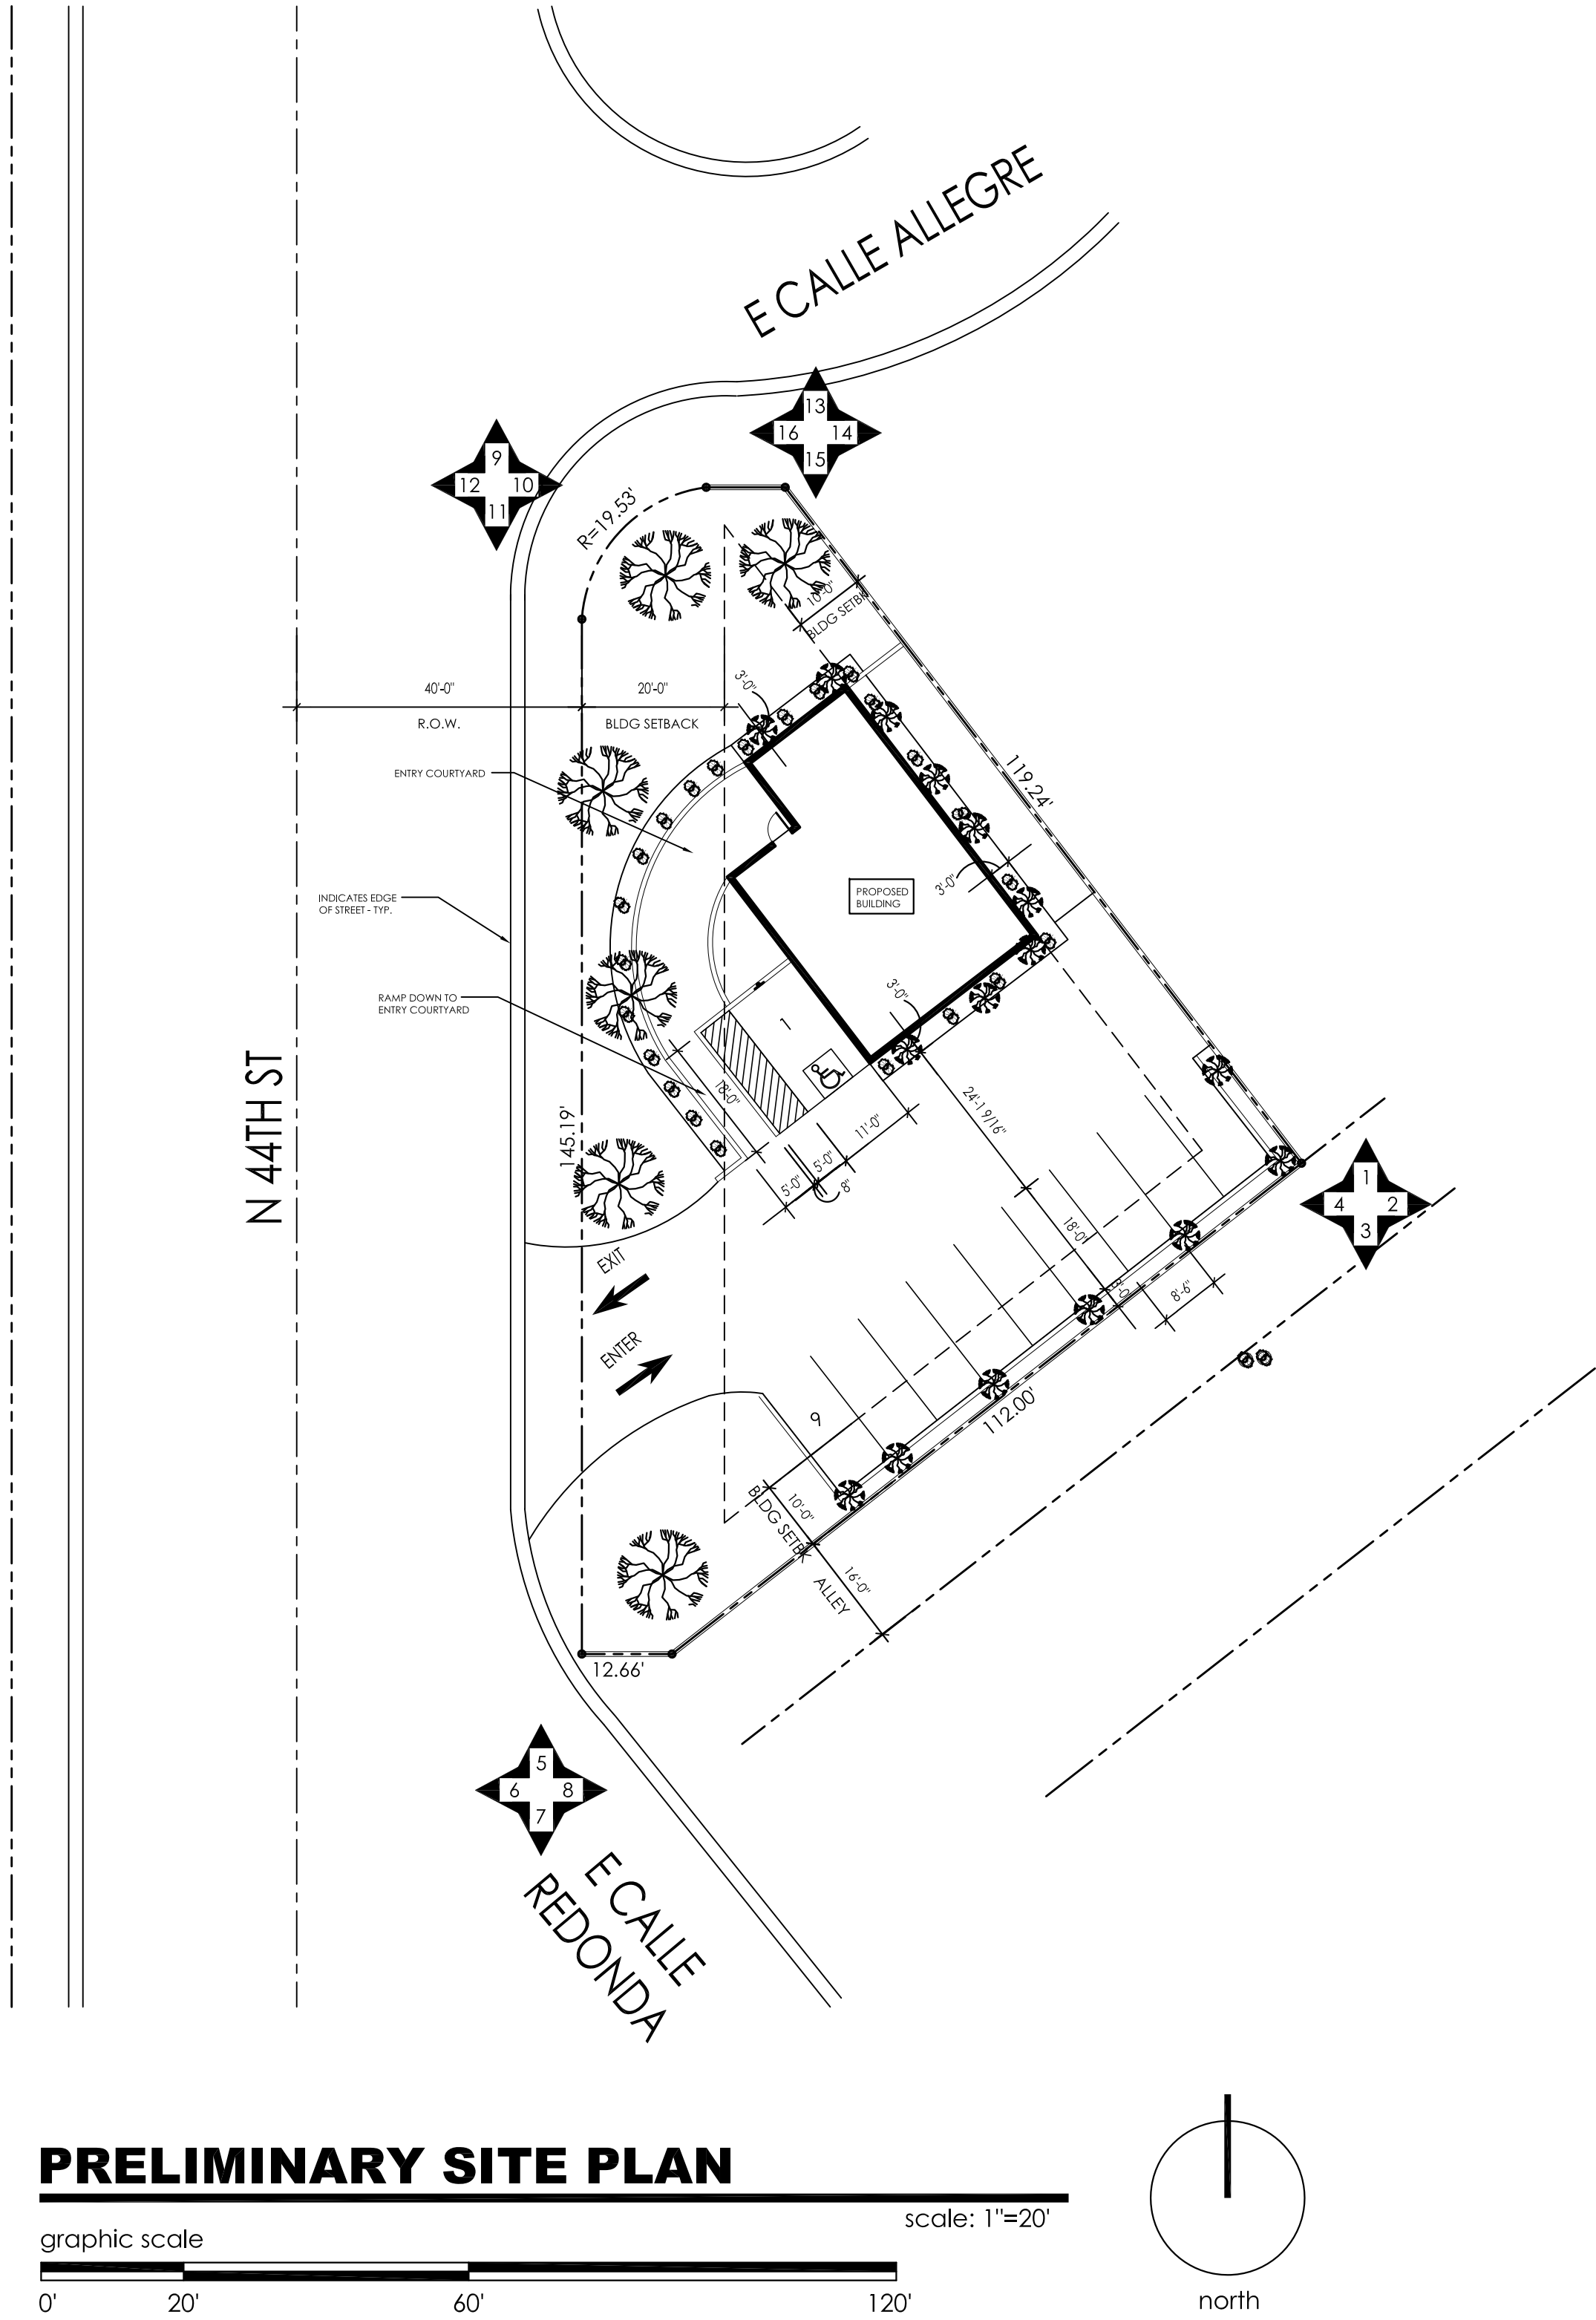 E CALLE ALLEGRE
13
16 14
15
9
12 10
11
R=19.53'
10'-0"
BLDG SETBK
40'-0"
20'-0"
3'-0"
R.O.W.
BLDG SETBACK
119.24'
ENTRY COURTYARD
PROPOSED
BUILDING
3'-0"
INDICATES EDGE
OF STREET - TYP.
RAMP DOWN TO
ENTRY COURTYARD
3'-0"
1
18'-0"
24'-1 9/16"
11'-0"
5'-0"
5'-0"
8"
N 44TH ST
145.19'
1
4 2
3
18'-0"
8'-6"
EXIT
ENTER
9
112.00'
10'-0"
BLDG SETBK
16'-0"
ALLEY
12.66'
5
6 8
7
E CALLE
REDONDA
PRELIMINARY SITE PLAN
scale: 1"=20'
graphic scale
0' 20' 60' 120'
north